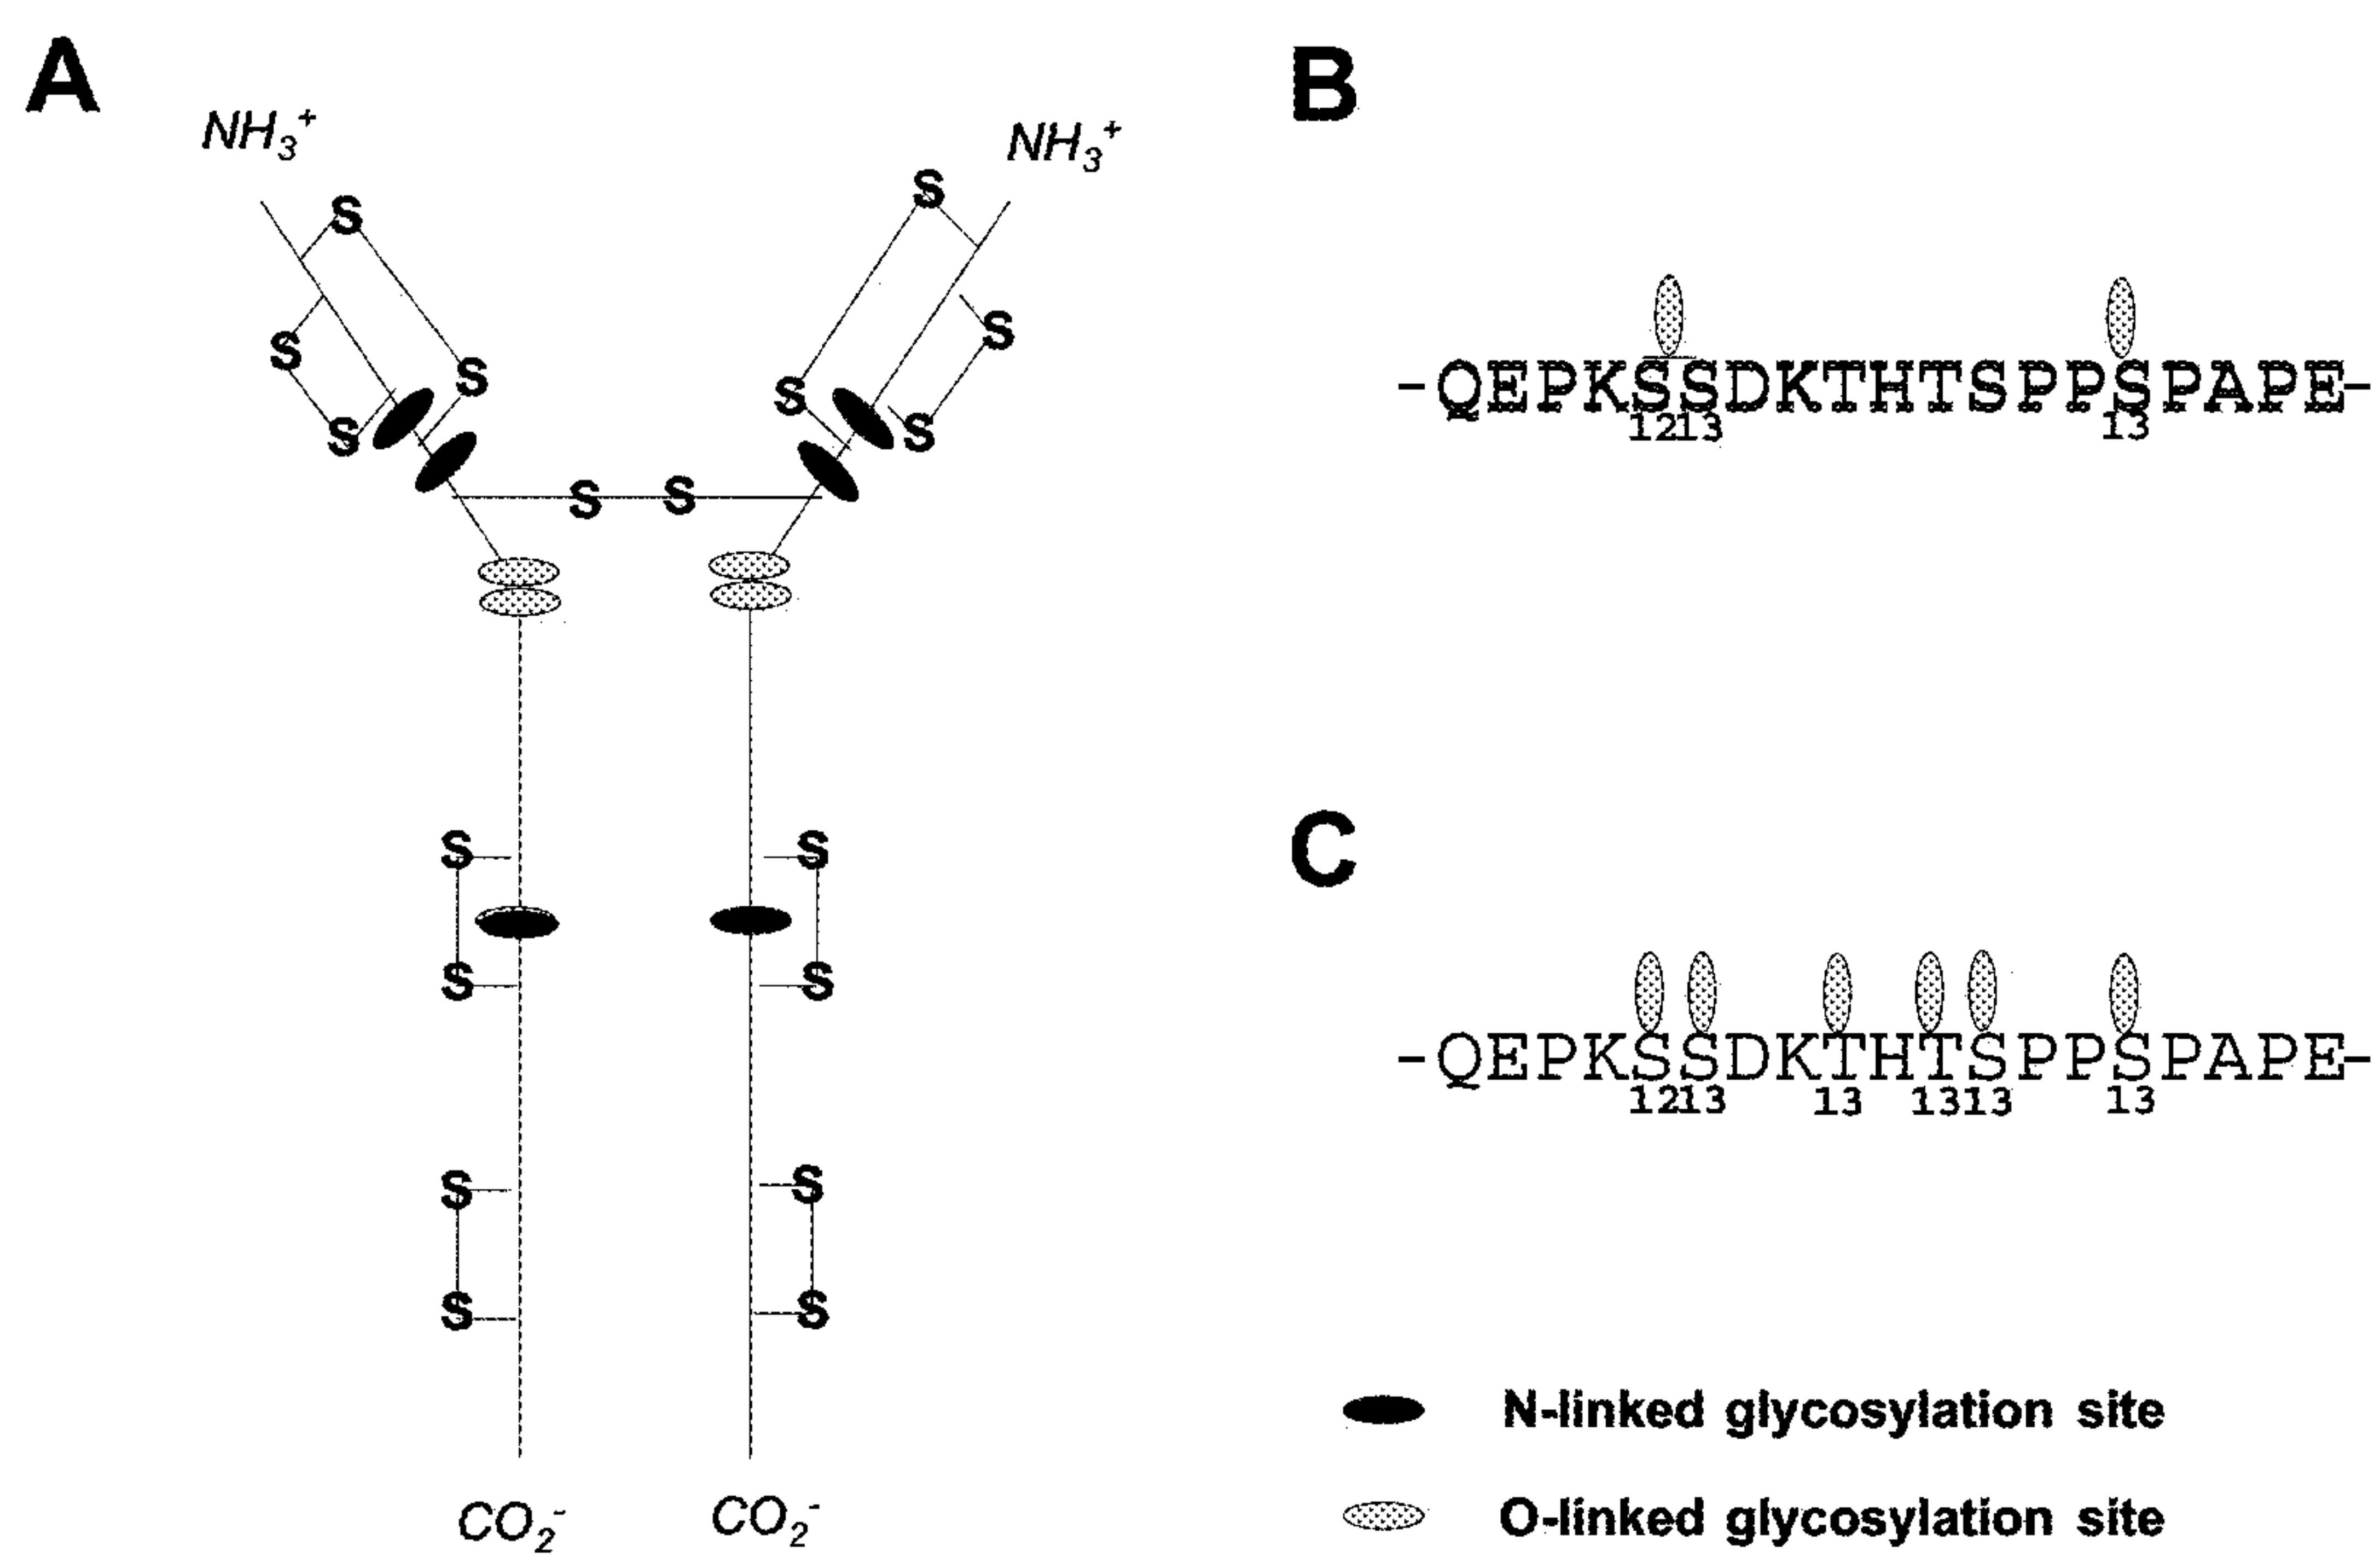 A
NH3+
NH3+
S
S
S
S
S
S
S
S
S S
S
S
S
S
S
S
S
S
CO2-
CO2-
B
-QEPKSSDKTHTSPPSPAPE-
1213 13
C
-QEPKSSDKTHTSPPSPAPE-
1213 13 1313 13
N-linked glycosylation site
O-linked glycosylation site